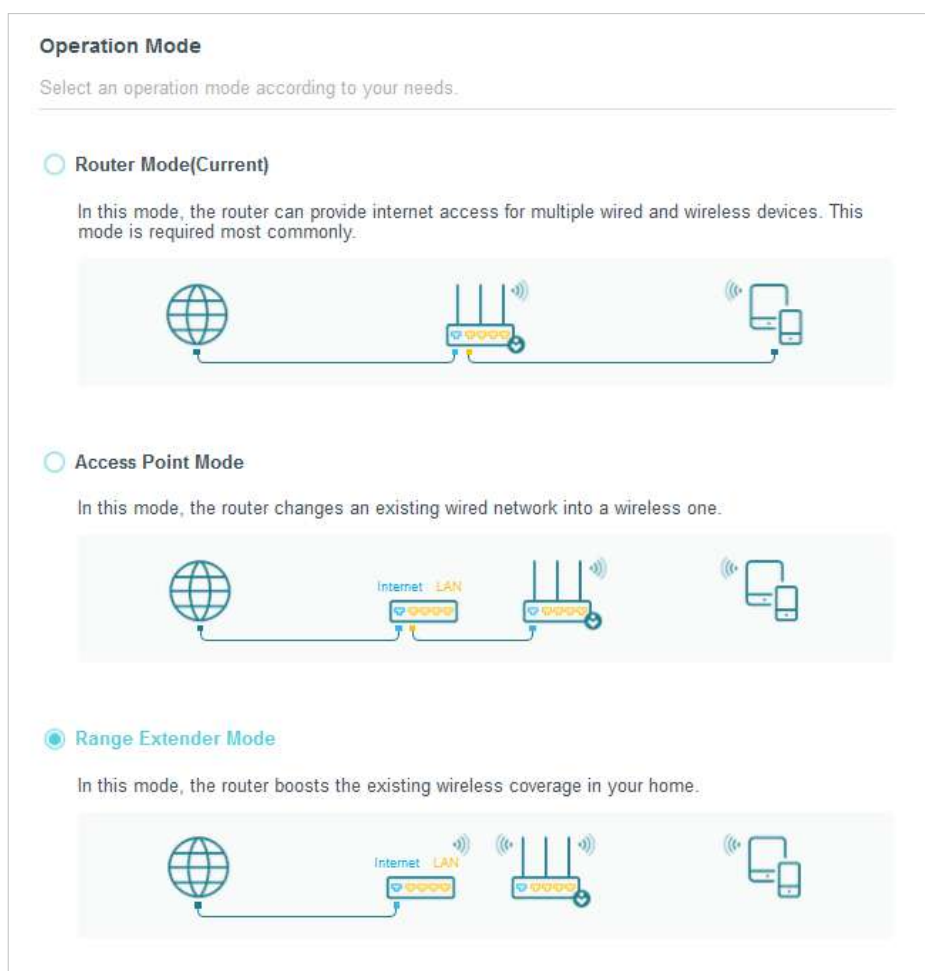 Operation Mode
Select an operation mode according to your needs.
Router Mode(Current)
In this mode, the router can provide internet access for multiple wired and wireless devices. This
mode is required most commonly.
Access Point Mode
In this mode, the router changes an existing wired network into a wireless one.
Internet LAN
Range Extender Mode
In this mode, the router boosts the existing wireless coverage in your home.
Internet LAN